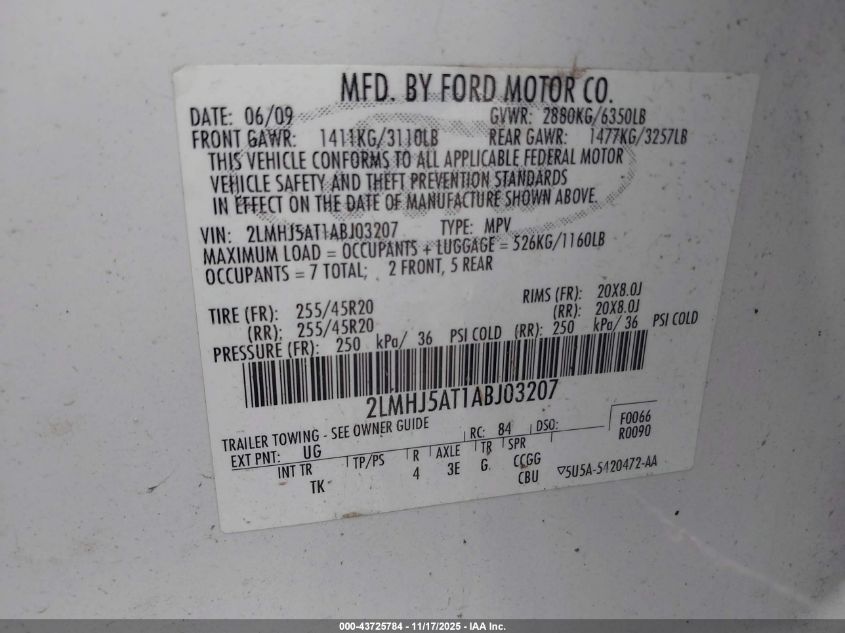 MFD. BY FORD MOTOR CO.
DATE: 06/09 GVWR: 2880KG/6350LB
FRONT GAWR: 1411KG/3110LB REAR GAWR: 1477KG/3257LB
THIS VEHICLE CONFORMS TO ALL APPLICABLE FEDERAL MOTOR
VEHICLE SAFETY AND THEFT PREVENTION STANDARDS
IN EFFECT ON THE DATE OF MANUFACTURE SHOWN ABOVE.
VIN: 2LMHJ5AT1ABJ03207 TYPE: MPV
MAXIMUM LOAD = OCCUPANTS + LUGGAGE = 526KG/1160LB
OCCUPANTS = 7 TOTAL; 2 FRONT, 5 REAR
TIRE (FR): 255/45R20 RIMS (FR): 20X8.0J
(RR): 255/45R20 (RR): 20X8.0J
PRESSURE (FR): 250 kPa/ 36 PSI COLD (RR): 250 kPa/ 36 PSI COLD
2LMHJ5AT1ABJ03207
TRAILER TOWING - SEE OWNER GUIDE RC: 84 DSO: F0066
EXT PNT: UG R0090
INT TR TP/PS R AXLE TR SPR
TK 4 3E G. CCGG
CBU ▽5U5A-5420472-AA
000-43725784 — 11/17/2025 — IAA Inc.